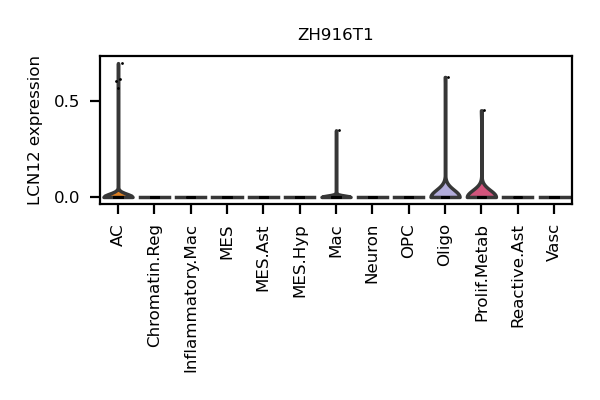 ZH916T1
LCN12 expression
0.5
0.0
AC
Chromatin.Reg
Inflammatory.Mac
MES
MES.Ast
MES.Hyp
Mac
Neuron
OPC
Oligo
Prolif.Metab
Reactive.Ast
Vasc